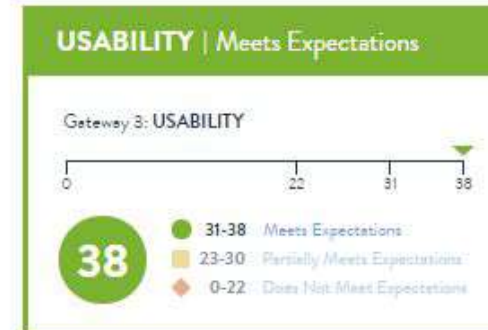 USABILITY | Meets Expectations
Gateway 3: USABILITY
0 22 31 38
38
31-38 Meets Expectations
23-30 Partially Meets Expectations
0-22 Does Not Meet Expectations